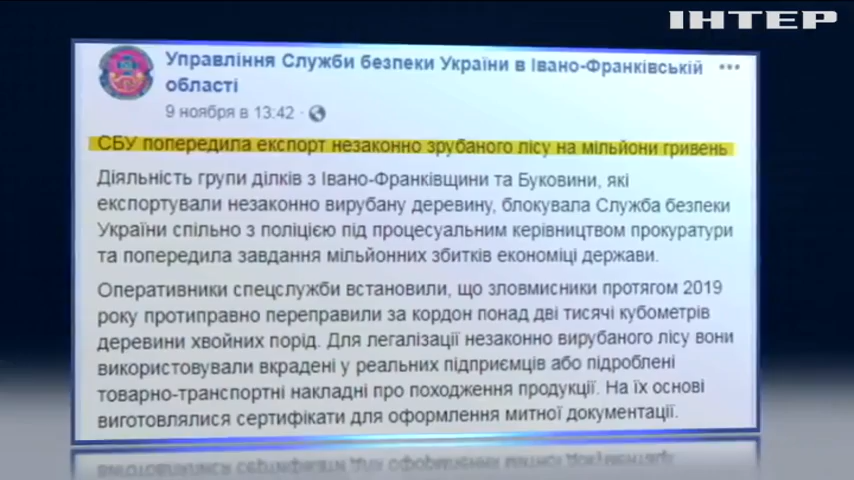 ІНТЕР
Управління Служби безпеки України в Івано-Франківській
області
9 ноября в 13:42 ·
СБУ попередила експорт незаконно зрубаного лісу на мільйони гривень
Діяльність групи ділків з Івано-Франківщини та Буковини, які
експортували незаконно вирубану деревину, блокувала Служба безпеки
України спільно з поліцією під процесуальним керівництвом прокуратури
та попередила завдання мільйонних збитків економіці держави.
Оперативники спецслужби встановили, що зловмисники протягом 2019
року протиправно переправили за кордон понад дві тисячі кубометрів
деревини хвойних порід. Для легалізації незаконно вирубаного лісу вони
використовували вкрадені у реальних підприємців або підроблені
товарно-транспортні накладні про походження продукції. На їх основі
виготовлялися сертифікати для оформлення митної документації.